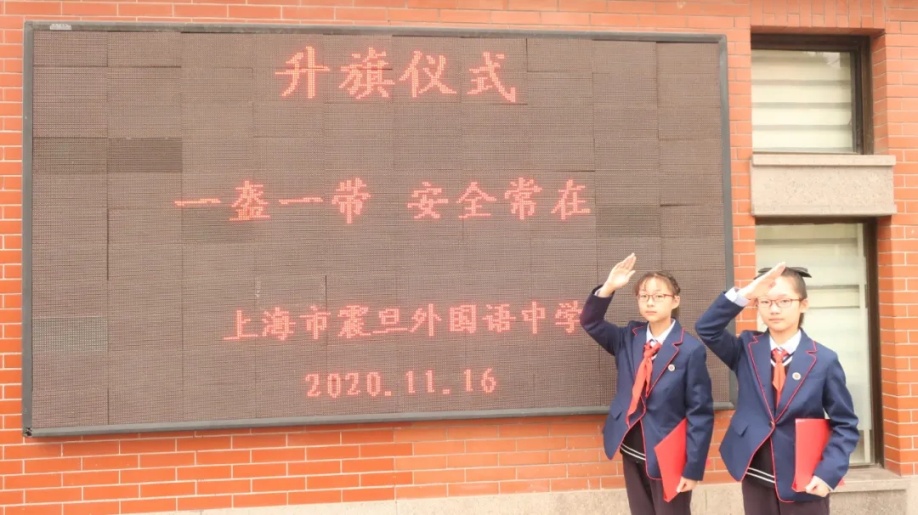 升旗仪式
一盔一带 安全常在
上海市震旦外国语中学
2020.11.16